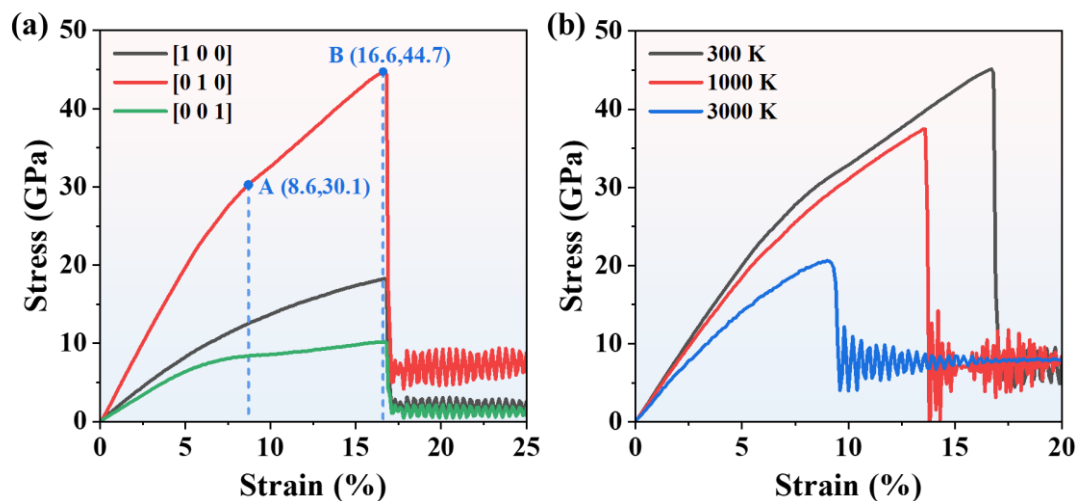 (a)
50
40
30
20
10
0
Stress (GPa)
[1 0 0]
[0 1 0]
[0 0 1]
B (16.6,44.7)
A (8.6,30.1)
0 5 10 15 20 25
Strain (%)
(b)
50
40
30
20
10
0
Stress (GPa)
300 K
1000 K
3000 K
0 5 10 15 20
Strain (%)